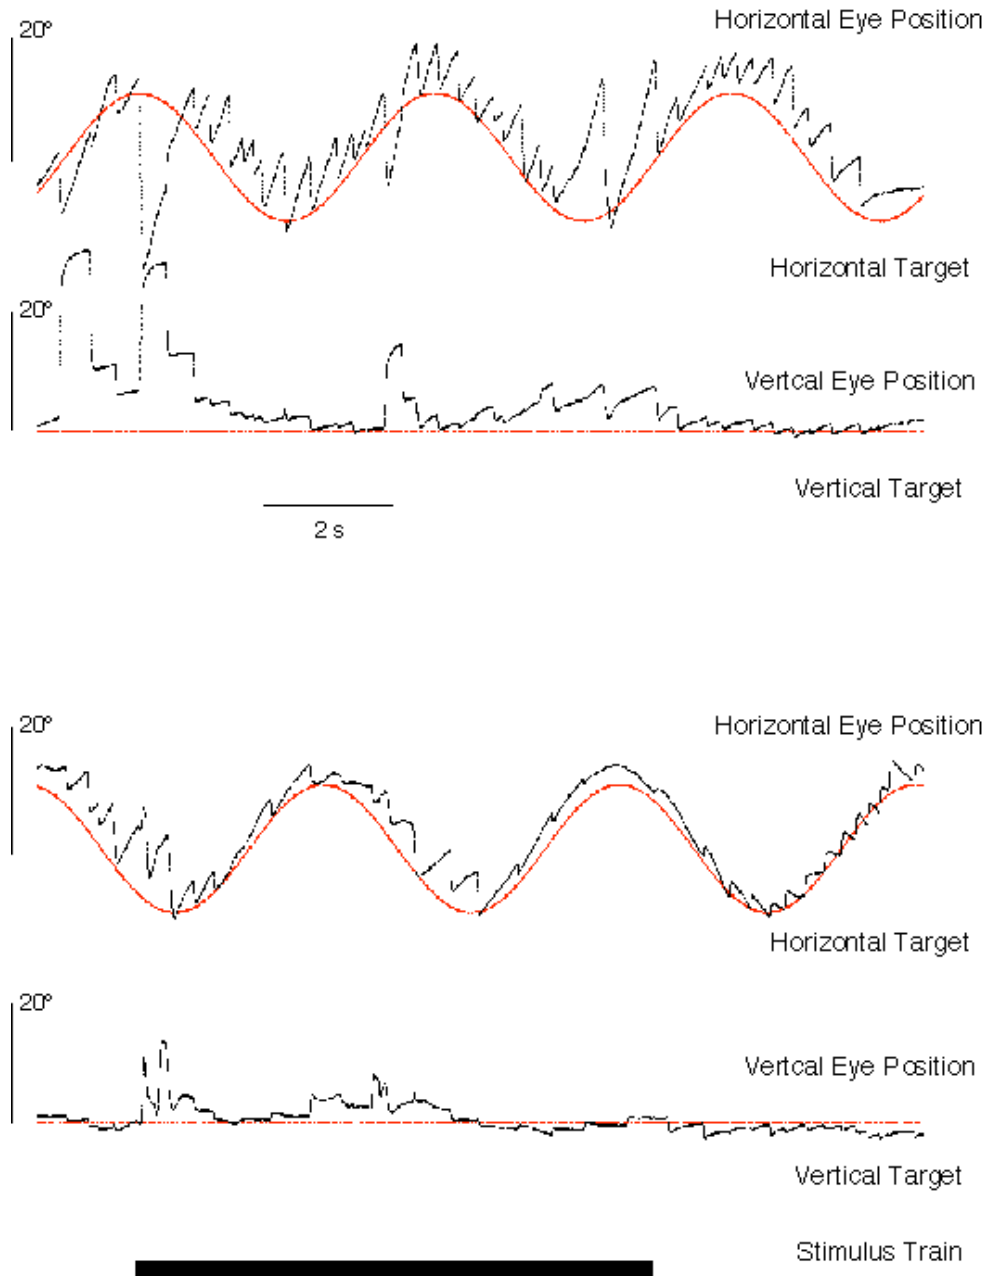 20°
Horizontal Eye Position
Horizontal Target
20°
Vertcal Eye Position
Vertical Target
2 s
20°
Horizontal Eye Position
Horizontal Target
20°
Vertcal Eye Position
Vertical Target
Stimulus Train